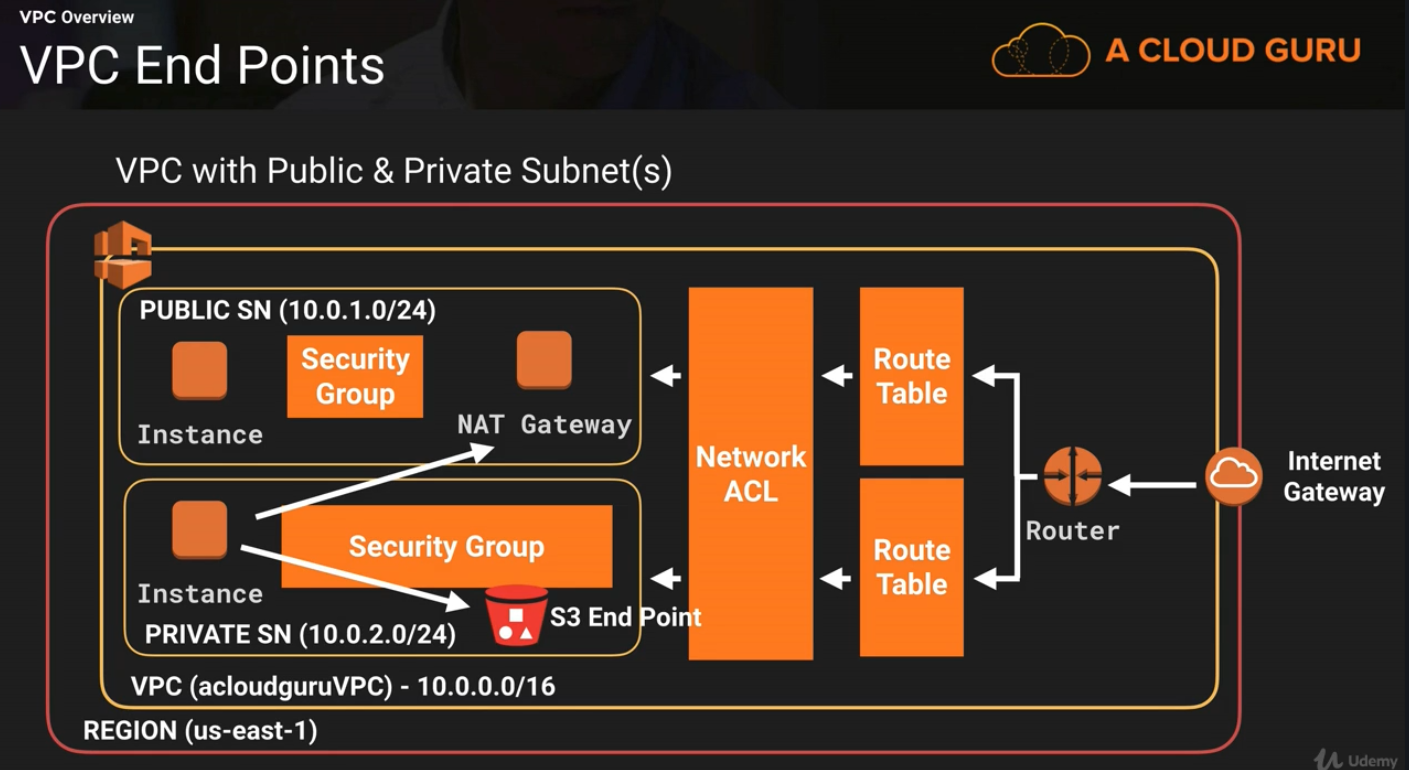 VPC Overview
VPC End Points
A CLOUD GURU
VPC with Public & Private Subnet(s)
PUBLIC SN (10.0.1.0/24)
Security
Group
Instance
NAT Gateway
Security Group
Instance
S3 End Point
PRIVATE SN (10.0.2.0/24)
VPC (acloudguruVPC) - 10.0.0.0/16
REGION (us-east-1)
Network
ACL
Route
Table
Route
Table
Router
Internet
Gateway
Udemy